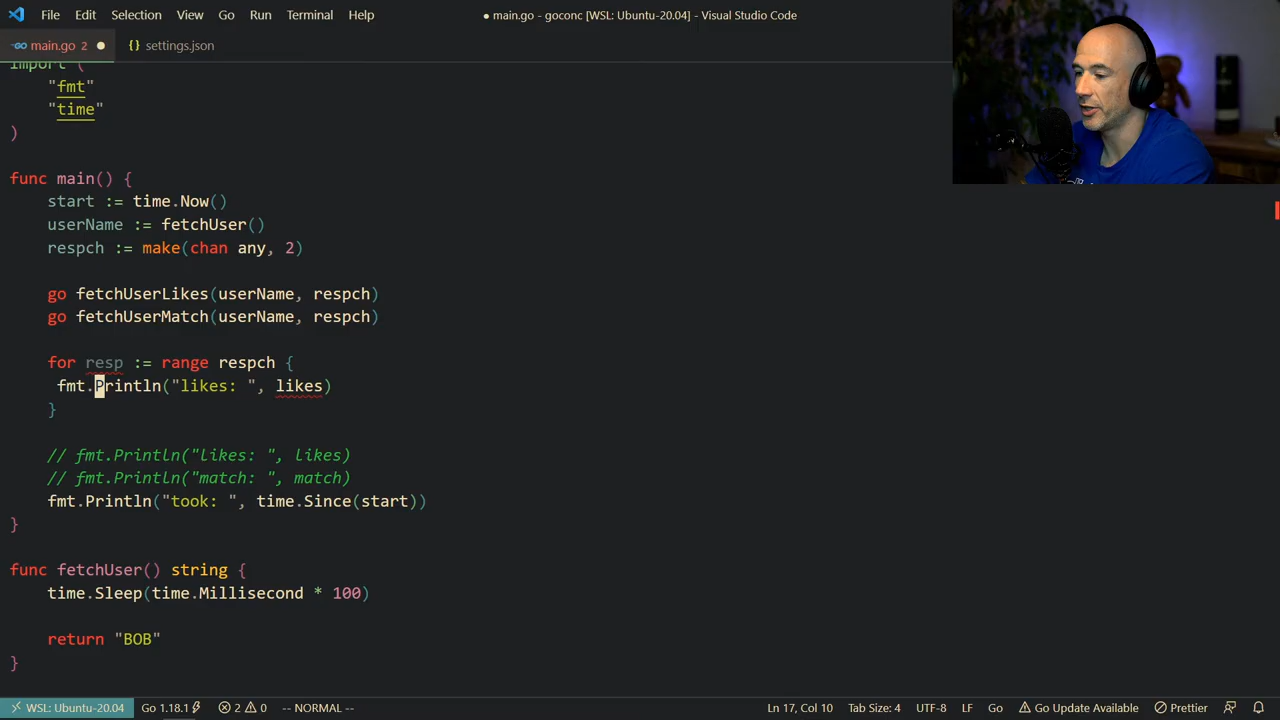 File Edit Selection View Go Run Terminal Help
● main.go - goconc [WSL: Ubuntu-20.04] - Visual Studio Code
main.go 2 ●
{} settings.json
import (
"fmt"
"time"
)
func main() {
start := time.Now()
userName := fetchUser()
respch := make(chan any, 2)
go fetchUserLikes(userName, respch)
go fetchUserMatch(userName, respch)
for resp := range respch {
fmt.Println("likes: ", likes)
}
// fmt.Println("likes: ", likes)
// fmt.Println("match: ", match)
fmt.Println("took: ", time.Since(start))
}
func fetchUser() string {
time.Sleep(time.Millisecond * 100)
return "BOB"
}
WSL: Ubuntu-20.04 Go 1.18.1 2 0 -- NORMAL -- Ln 17, Col 10 Tab Size: 4 UTF-8 LF Go Go Update Available Prettier